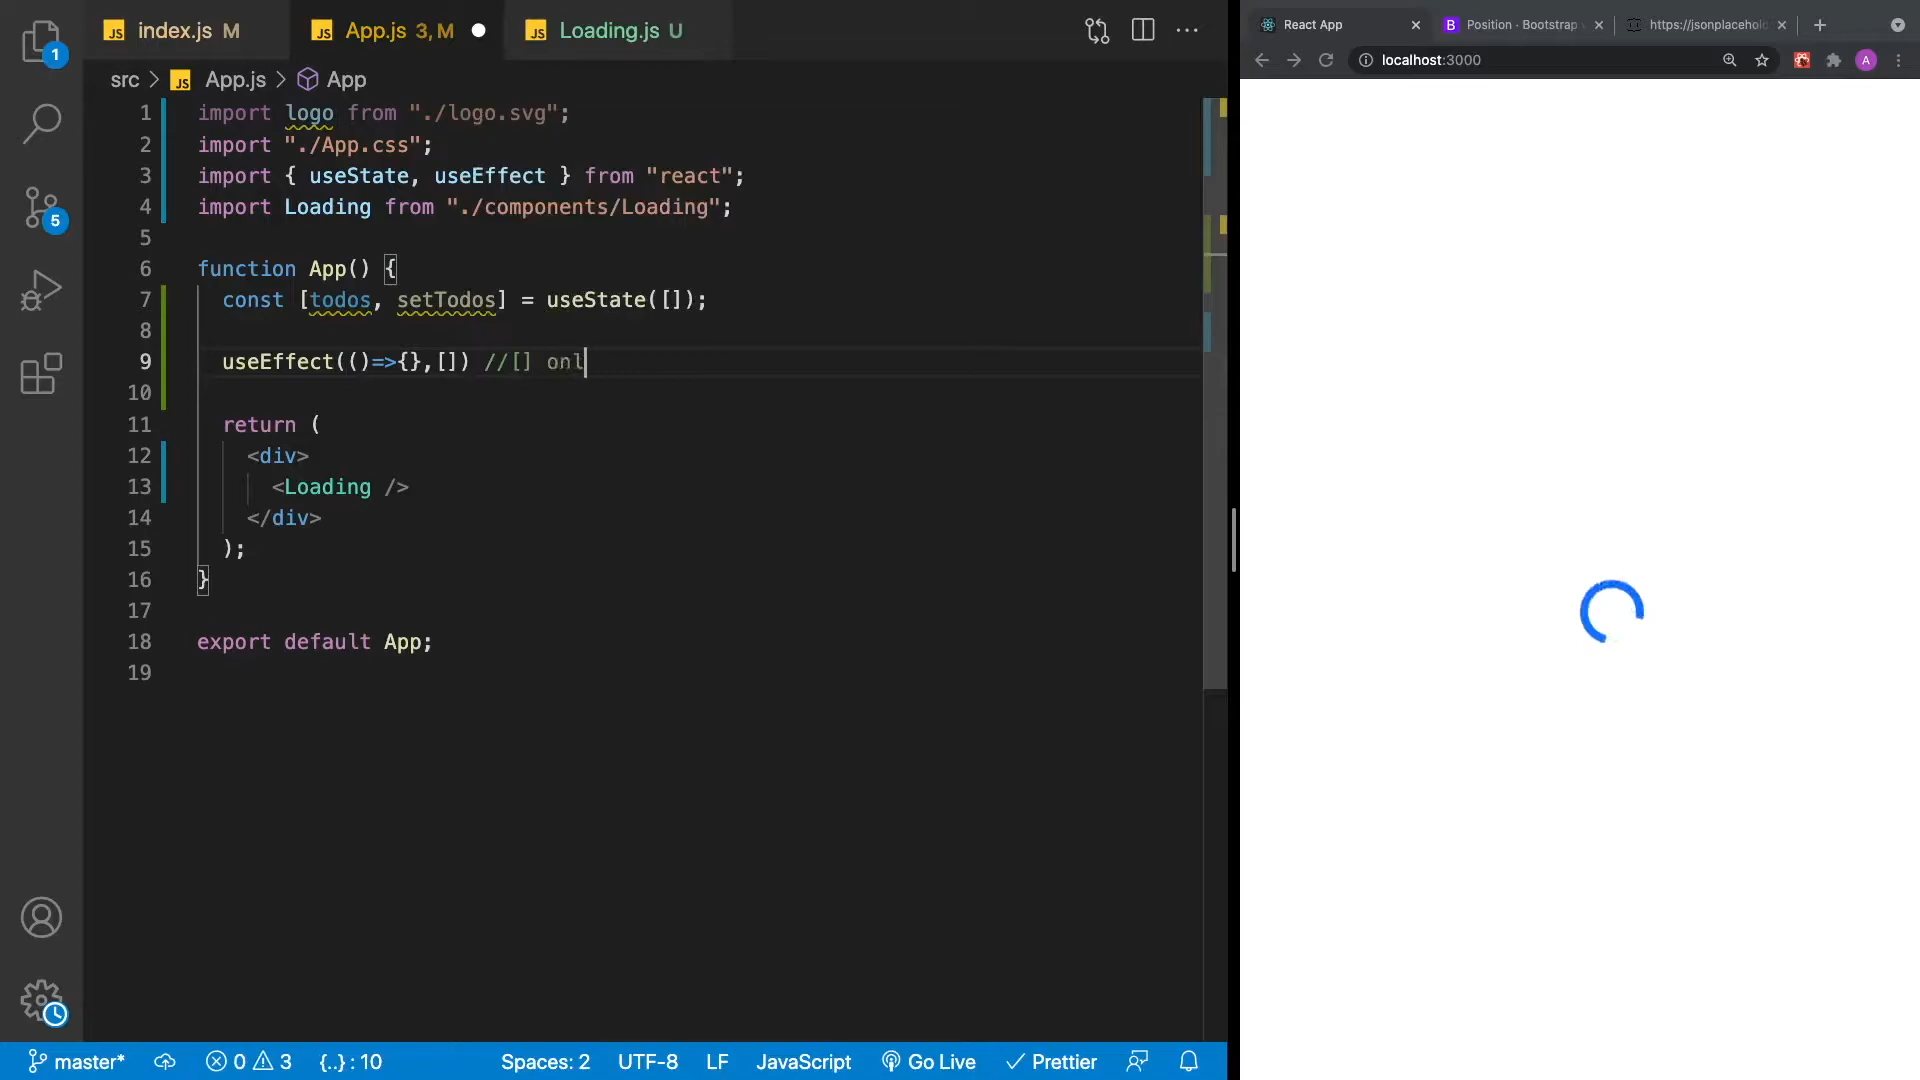 index.js M
App.js 3, M
Loading.js U
src > App.js > App
1 import logo from "./logo.svg";
2 import "./App.css";
3 import { useState, useEffect } from "react";
4 import Loading from "./components/Loading";
5
6 function App() {
7 const [todos, setTodos] = useState([]);
8
9 useEffect(()=>{},[]) //[] onl
10
11 return (
12 <div>
13 <Loading />
14 </div>
15 );
16 }
17
18 export default App;
19
1
5
master*
0
3
{..} : 10
Spaces: 2
UTF-8
LF
JavaScript
Go Live
Prettier
React App
Position · Bootstrap
https://jsonplacehol
localhost:3000
A